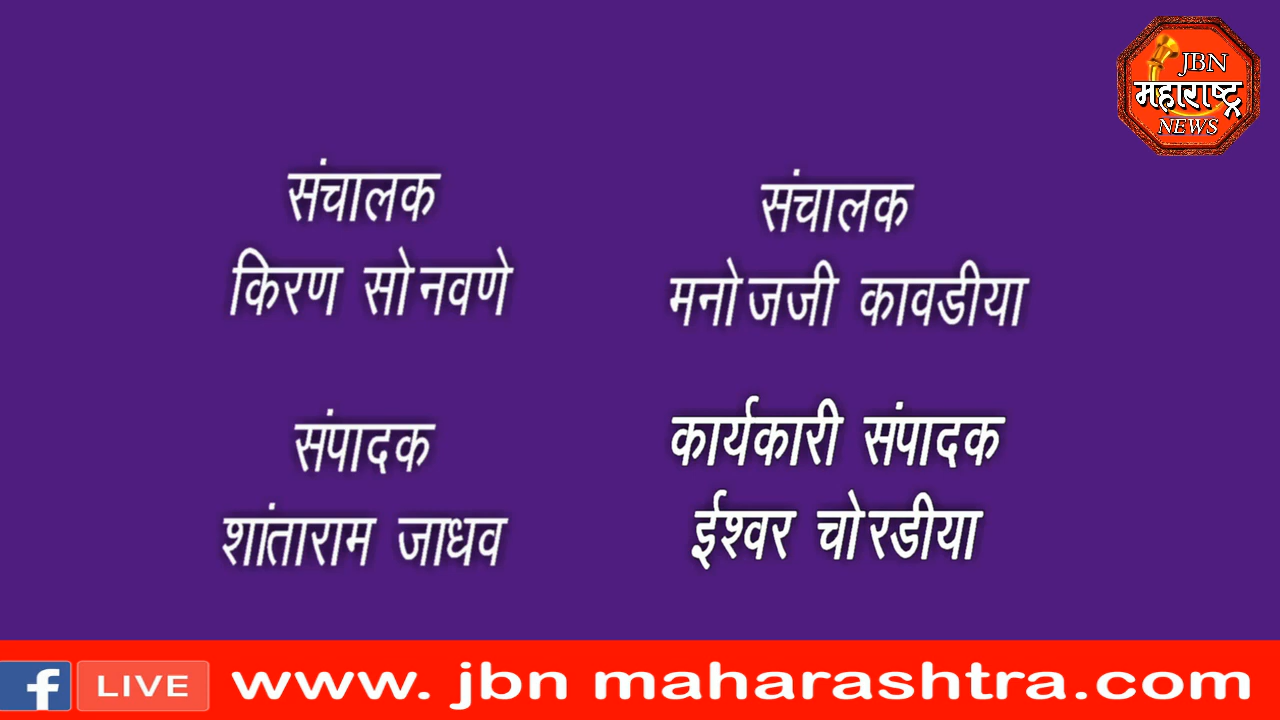 JBN
महाराष्ट्र
NEWS
संचालक
किरण सोनवणे
संचालक
मनोजजी कावडीया
संपादक
शांताराम जाधव
कार्यकारी संपादक
ईश्वर चोरडीया
f LIVE www. jbn maharashtra.com